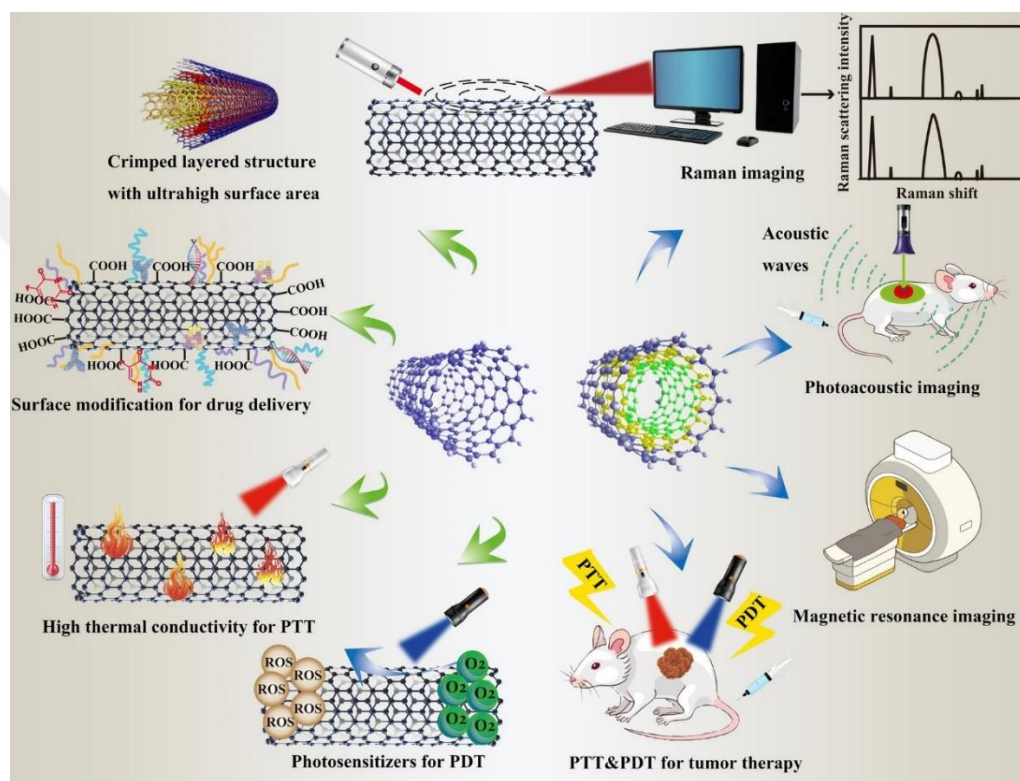 Crimped layered structure
with ultrahigh surface area
Raman imaging
Raman scattering intensity
Raman shift
COOH
COOH
COOH
HOOC
HOOC
HOOC
COOH
COOH
COOH
HOOC
HOOC
HOOC
Surface modification for drug delivery
Acoustic
waves
Photoacoustic imaging
High thermal conductivity for PTT
Magnetic resonance imaging
ROS
ROS
ROS
ROS
ROS
O2
O2
O2
O2
O2
Photosensitizers for PDT
PTT
PDT
PTT&PDT for tumor therapy